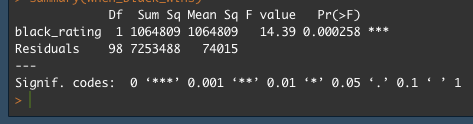 Df  Sum Sq Mean Sq F value   Pr(>F)
black_rating  1 1064809 1064809   14.39 0.000258 ***
Residuals    98 7253488   74015
---
Signif. codes:  0 ‘***’ 0.001 ‘**’ 0.01 ‘*’ 0.05 ‘.’ 0.1 ‘ ’ 1
>